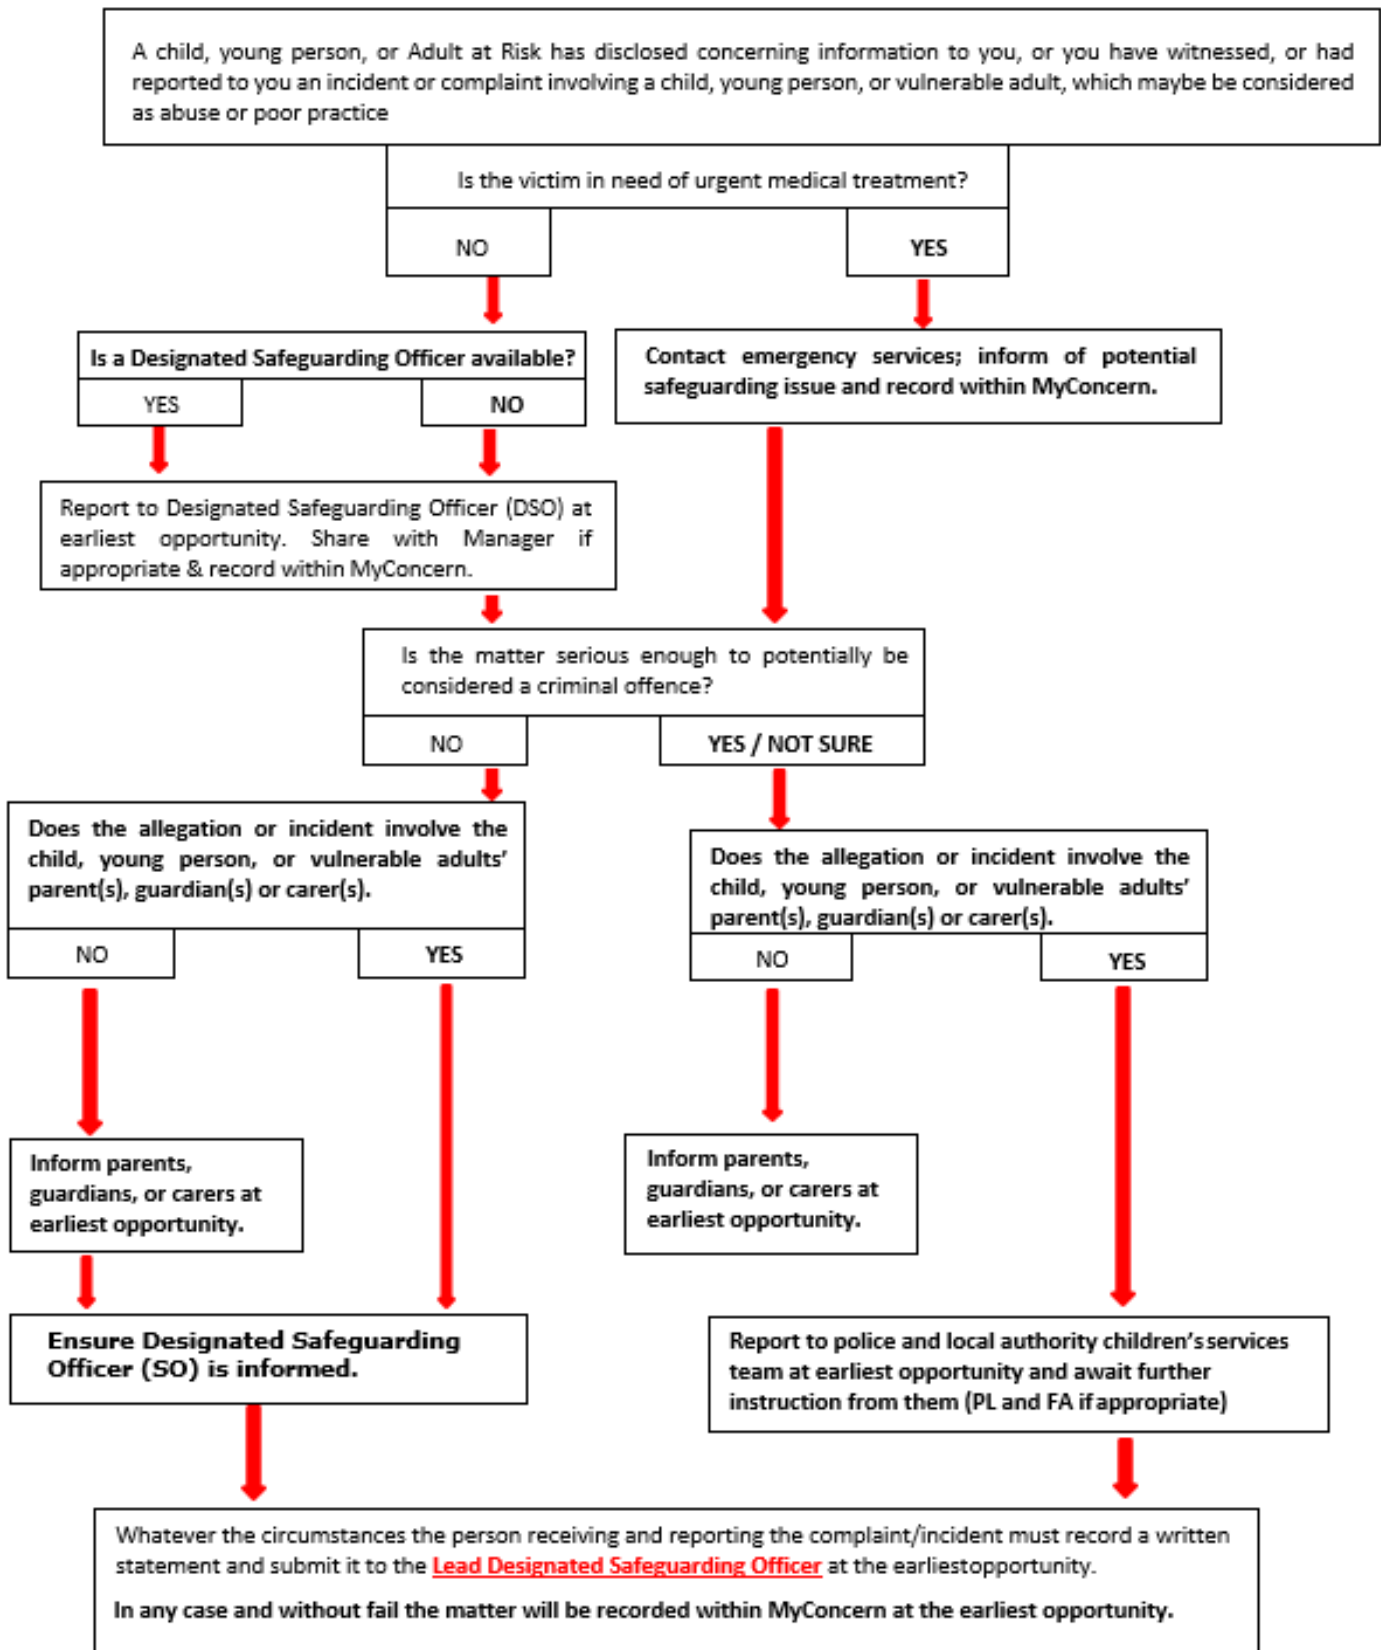 A child, young person, or Adult at Risk has disclosed concerning information to you, or you have witnessed, or had
reported to you an incident or complaint involving a child, young person, or vulnerable adult, which maybe be considered
as abuse or poor practice
Is the victim in need of urgent medical treatment?
NO
YES
Is a Designated Safeguarding Officer available?
YES
NO
Contact emergency services; inform of potential
safeguarding issue and record within MyConcern.
Report to Designated Safeguarding Officer (DSO) at
earliest opportunity. Share with Manager if
appropriate & record within MyConcern.
Is the matter serious enough to potentially be
considered a criminal offence?
NO
YES / NOT SURE
Does the allegation or incident involve the
child, young person, or vulnerable adults'
parent(s), guardian(s) or carer(s).
NO
YES
Does the allegation or incident involve the
child, young person, or vulnerable adults'
parent(s), guardian(s) or carer(s).
NO
YES
Inform parents,
guardians, or carers at
earliest opportunity.
Inform parents,
guardians, or carers at
earliest opportunity.
Ensure Designated Safeguarding
Officer (SO) is informed.
Report to police and local authority children's services
team at earliest opportunity and await further
instruction from them (PL and FA if appropriate)
Whatever the circumstances the person receiving and reporting the complaint/incident must record a written
statement and submit it to the Lead Designated Safeguarding Officer at the earliestopportunity.
In any case and without fail the matter will be recorded within MyConcern at the earliest opportunity.